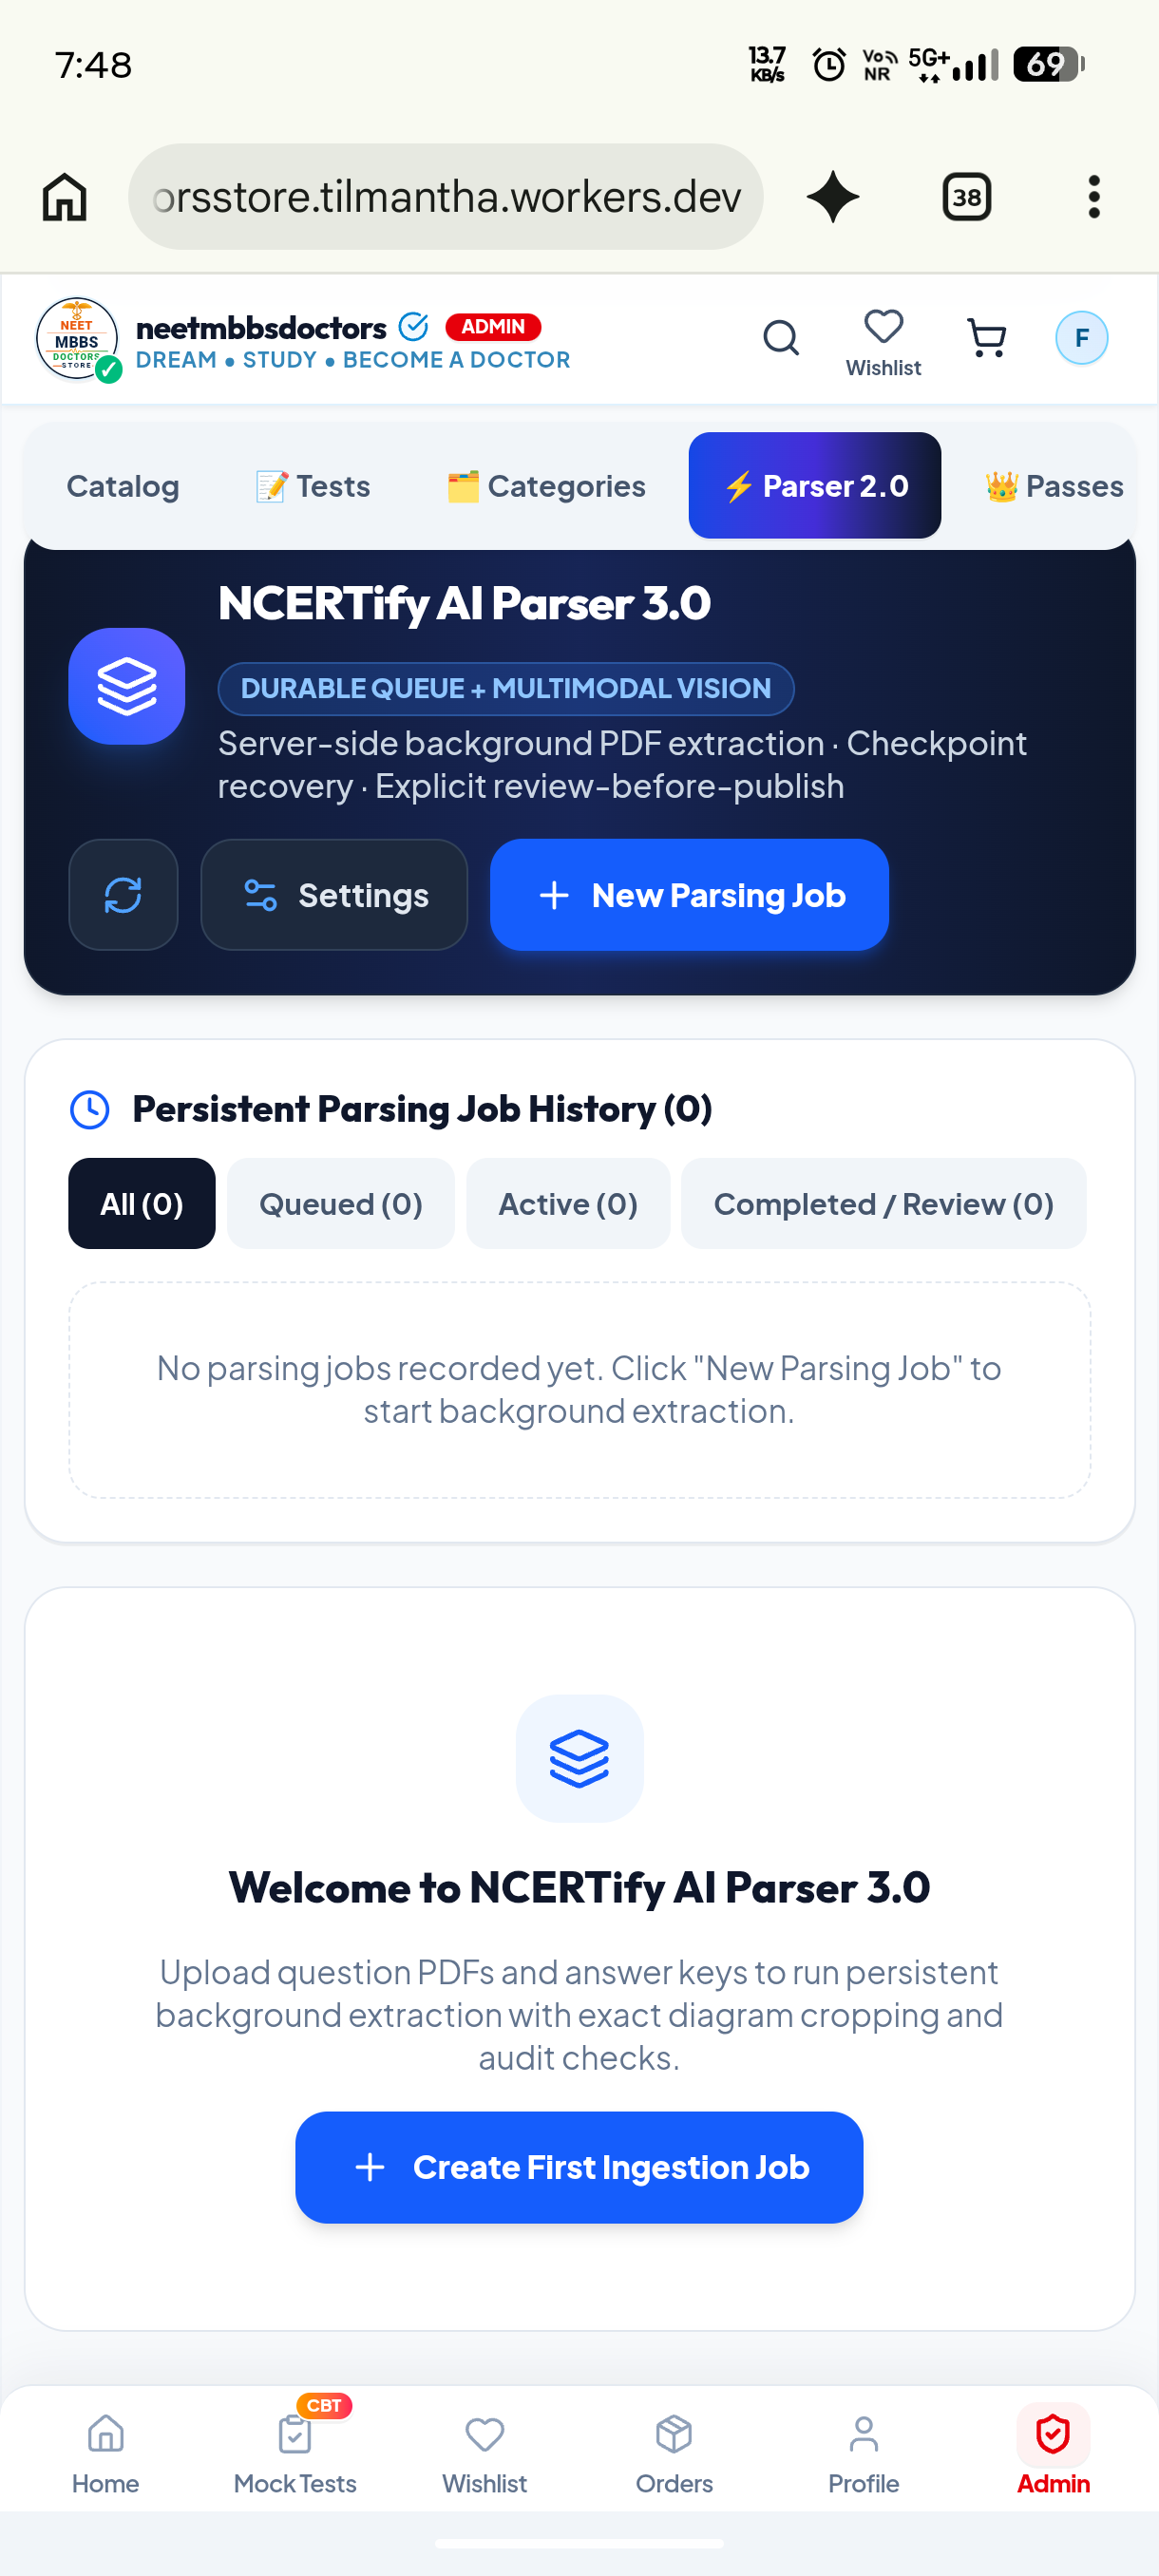 7:48
13.7
KB/s
Vo
NR
5G+
69
orsstore.tilmantha.workers.dev
38
NEET
MBBS
DOCTORS
STORE
neetmbbsdoctors
ADMIN
DREAM • STUDY • BECOME A DOCTOR
Wishlist
F
Catalog
📝 Tests
🗂️ Categories
⚡ Parser 2.0
👑 Passes
NCERTify AI Parser 3.0
DURABLE QUEUE + MULTIMODAL VISION
Server-side background PDF extraction · Checkpoint
recovery · Explicit review-before-publish
Settings
New Parsing Job
Persistent Parsing Job History (0)
All (0)
Queued (0)
Active (0)
Completed / Review (0)
No parsing jobs recorded yet. Click "New Parsing Job" to
start background extraction.
Welcome to NCERTify AI Parser 3.0
Upload question PDFs and answer keys to run persistent
background extraction with exact diagram cropping and
audit checks.
Create First Ingestion Job
CBT
Home
Mock Tests
Wishlist
Orders
Profile
Admin